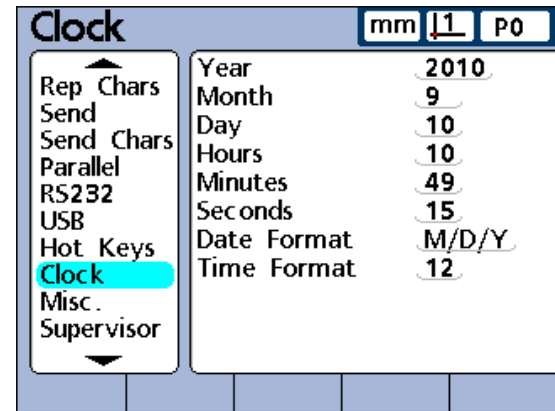 Clock
mm 1 P0
Rep Chars
Send
Send Chars
Parallel
RS232
USB
Hot Keys
Clock
Misc.
Supervisor
Year 2010
Month 9
Day 10
Hours 10
Minutes 49
Seconds 15
Date Format M/D/Y
Time Format 12